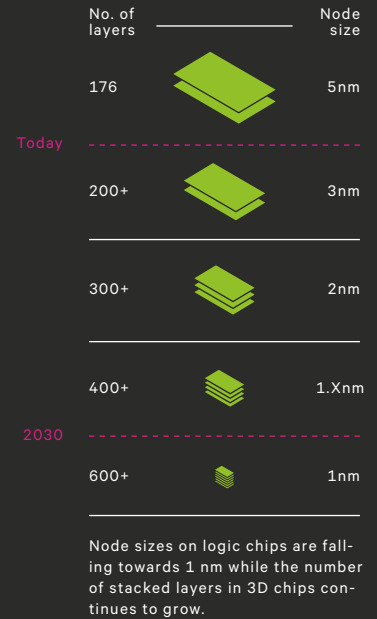 No. of
layers
Node
size
176
5nm
Today
200+
3nm
300+
2nm
400+
1.Xnm
2030
600+
1nm
Node sizes on logic chips are fall-
ing towards 1 nm while the number
of stacked layers in 3D chips con-
tinues to grow.